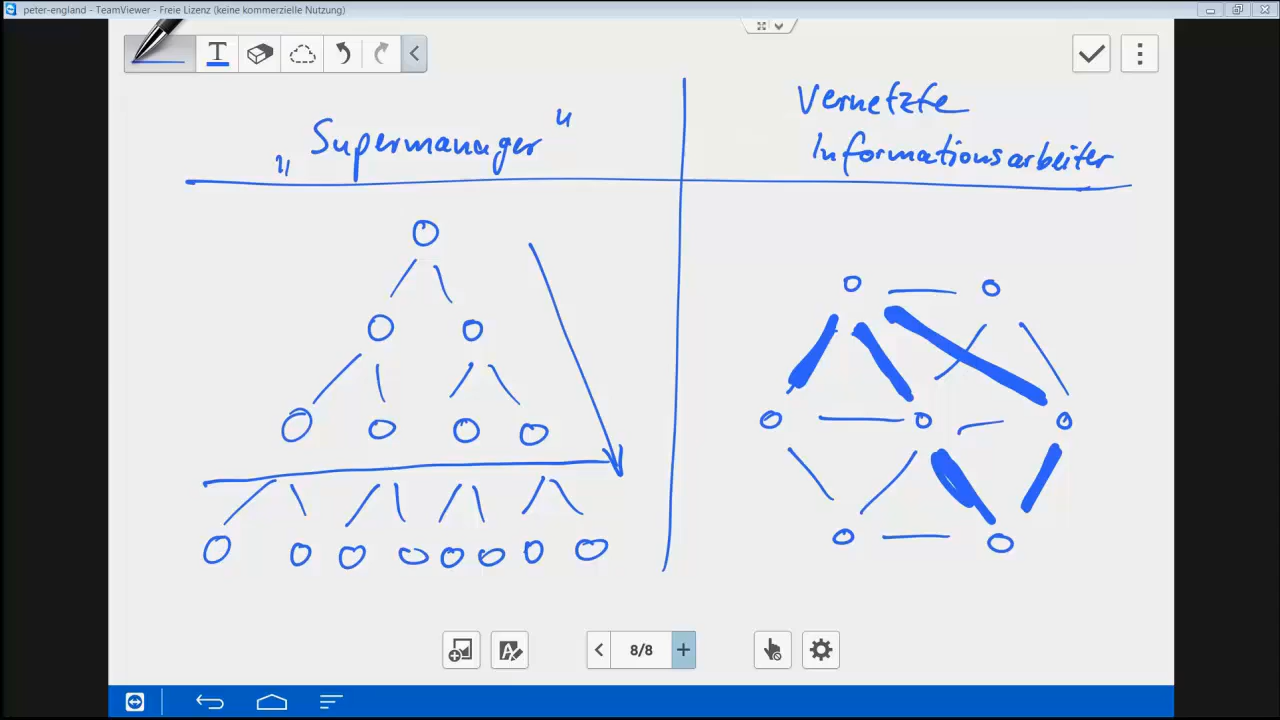 peter-england - TeamViewer - Freie Lizenz (keine kommerzielle Nutzung)
T
„Supermanager“
Vernetzte
Informationsarbeiter
8/8